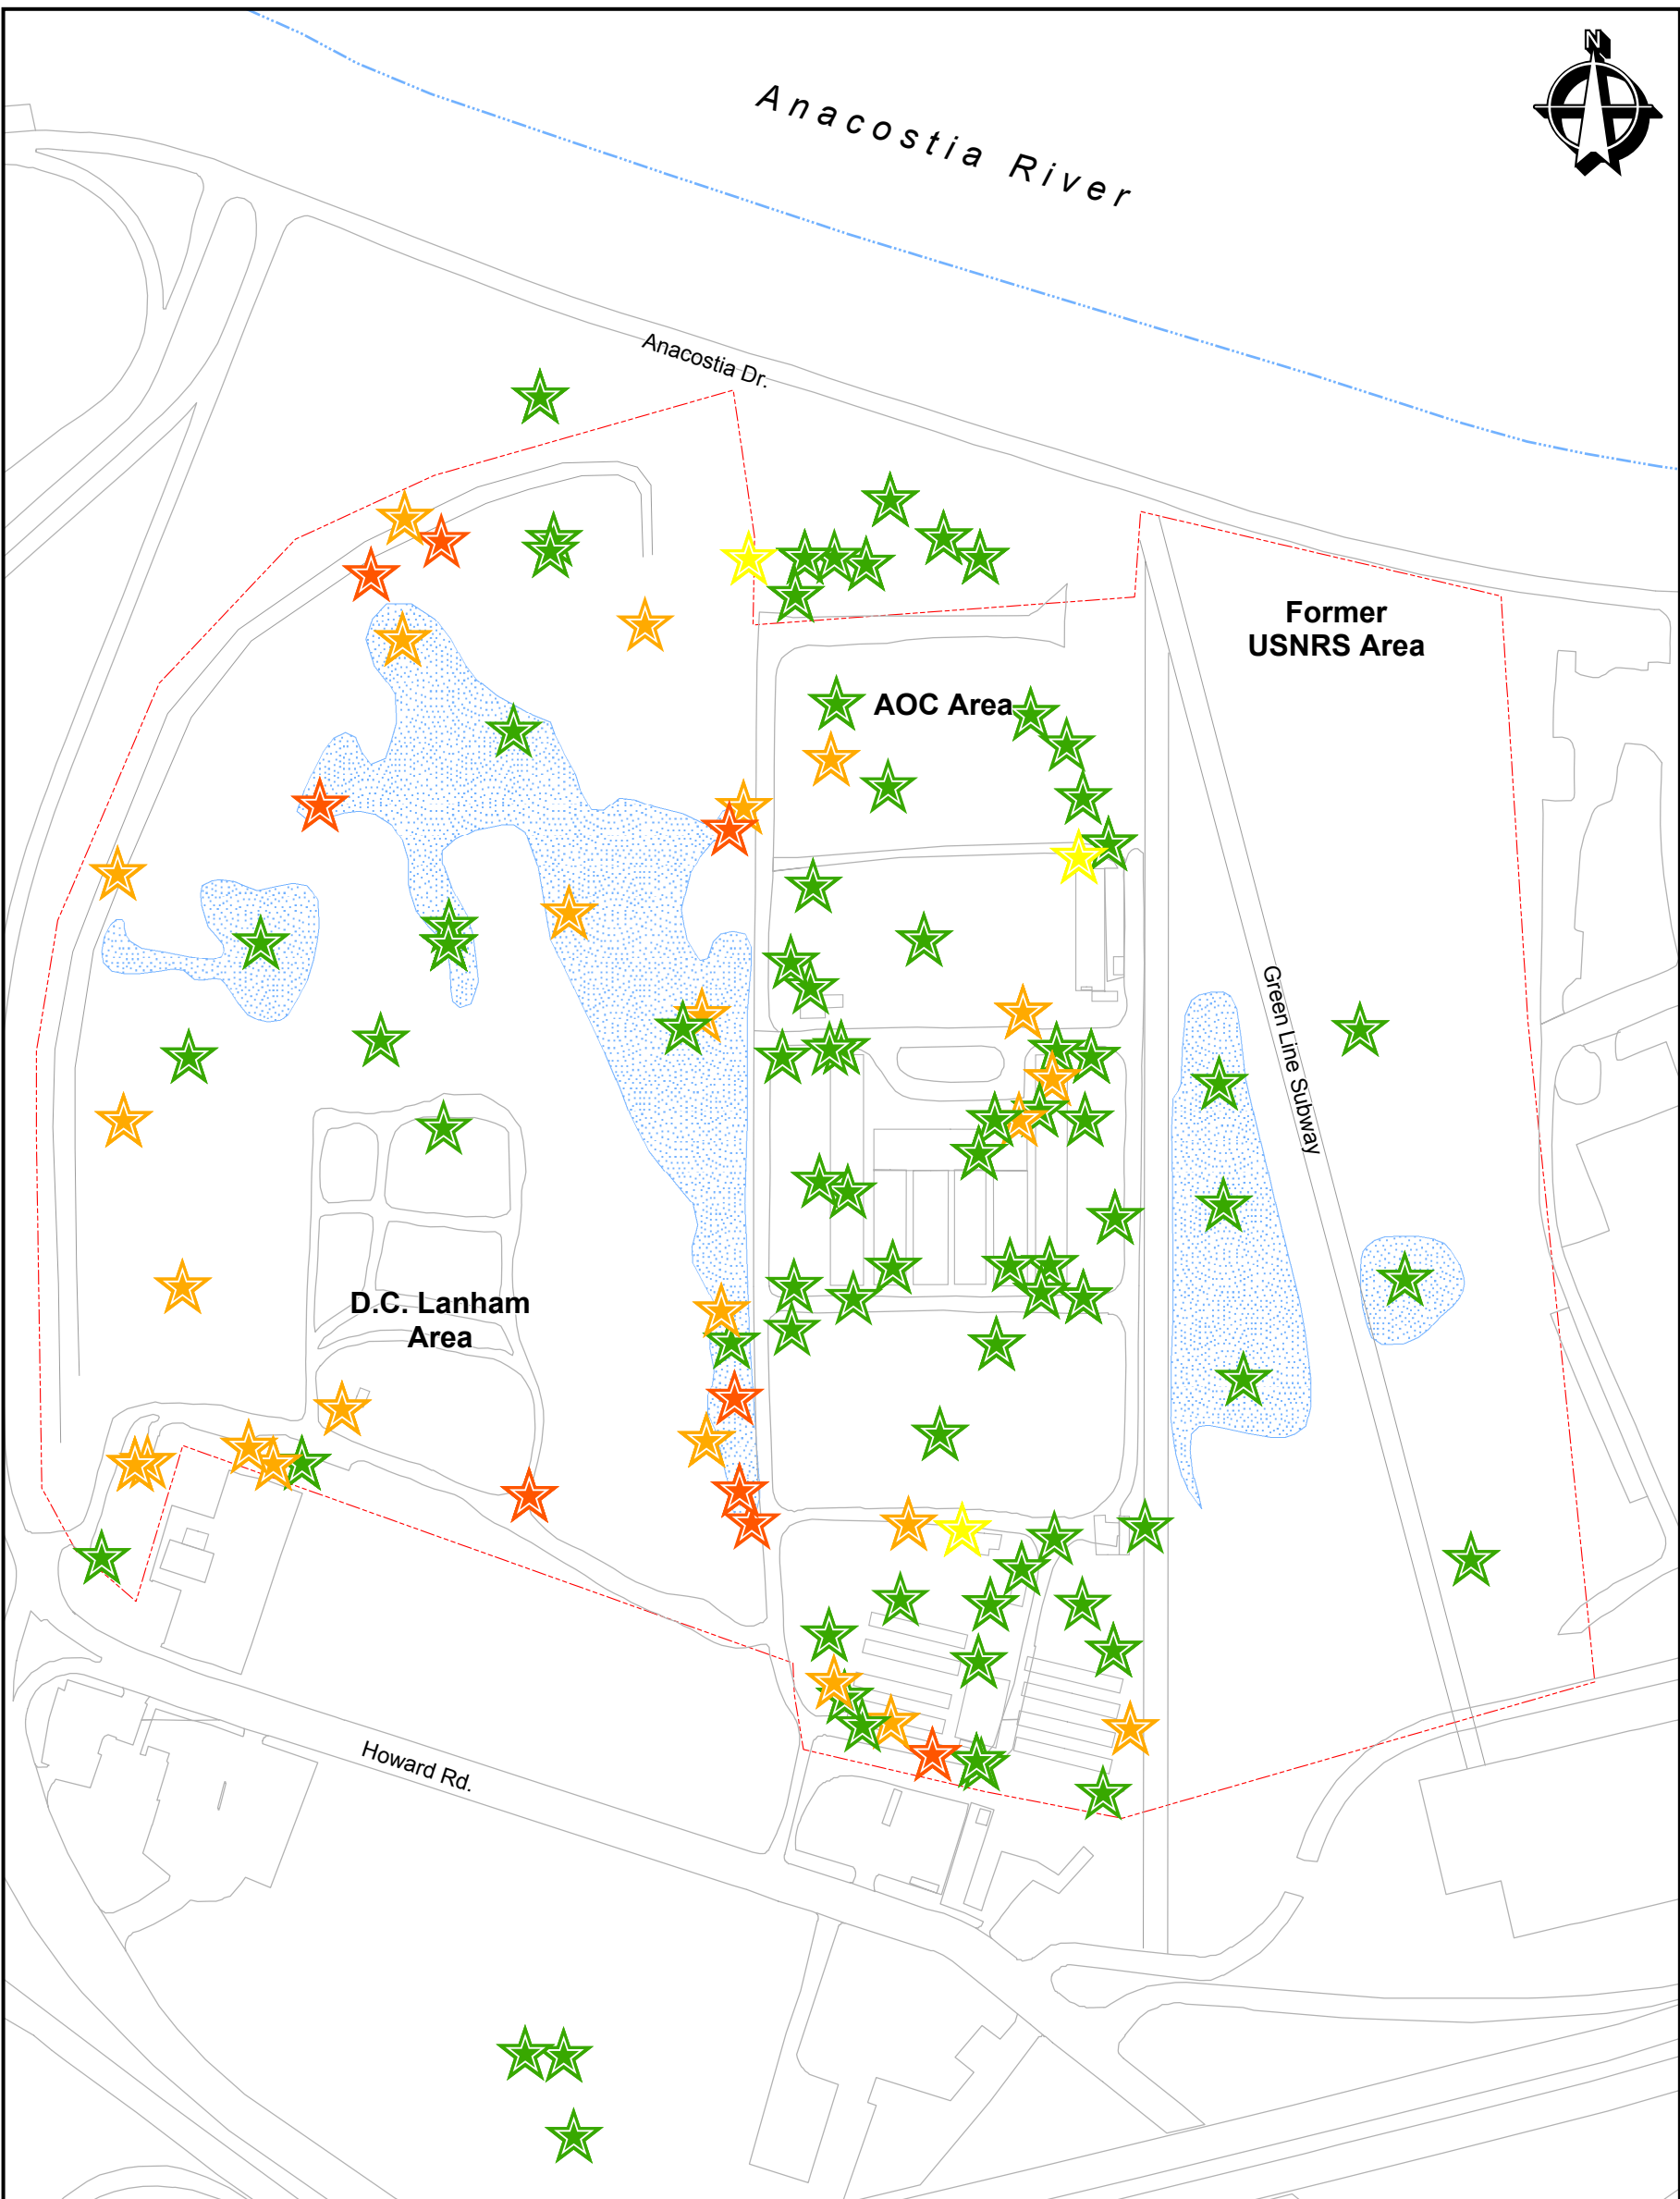 N
Anacostia River
Anacostia Dr.
Former
USNRS Area
AOC Area
Green Line Subway
D.C. Lanham
Area
Howard Rd.